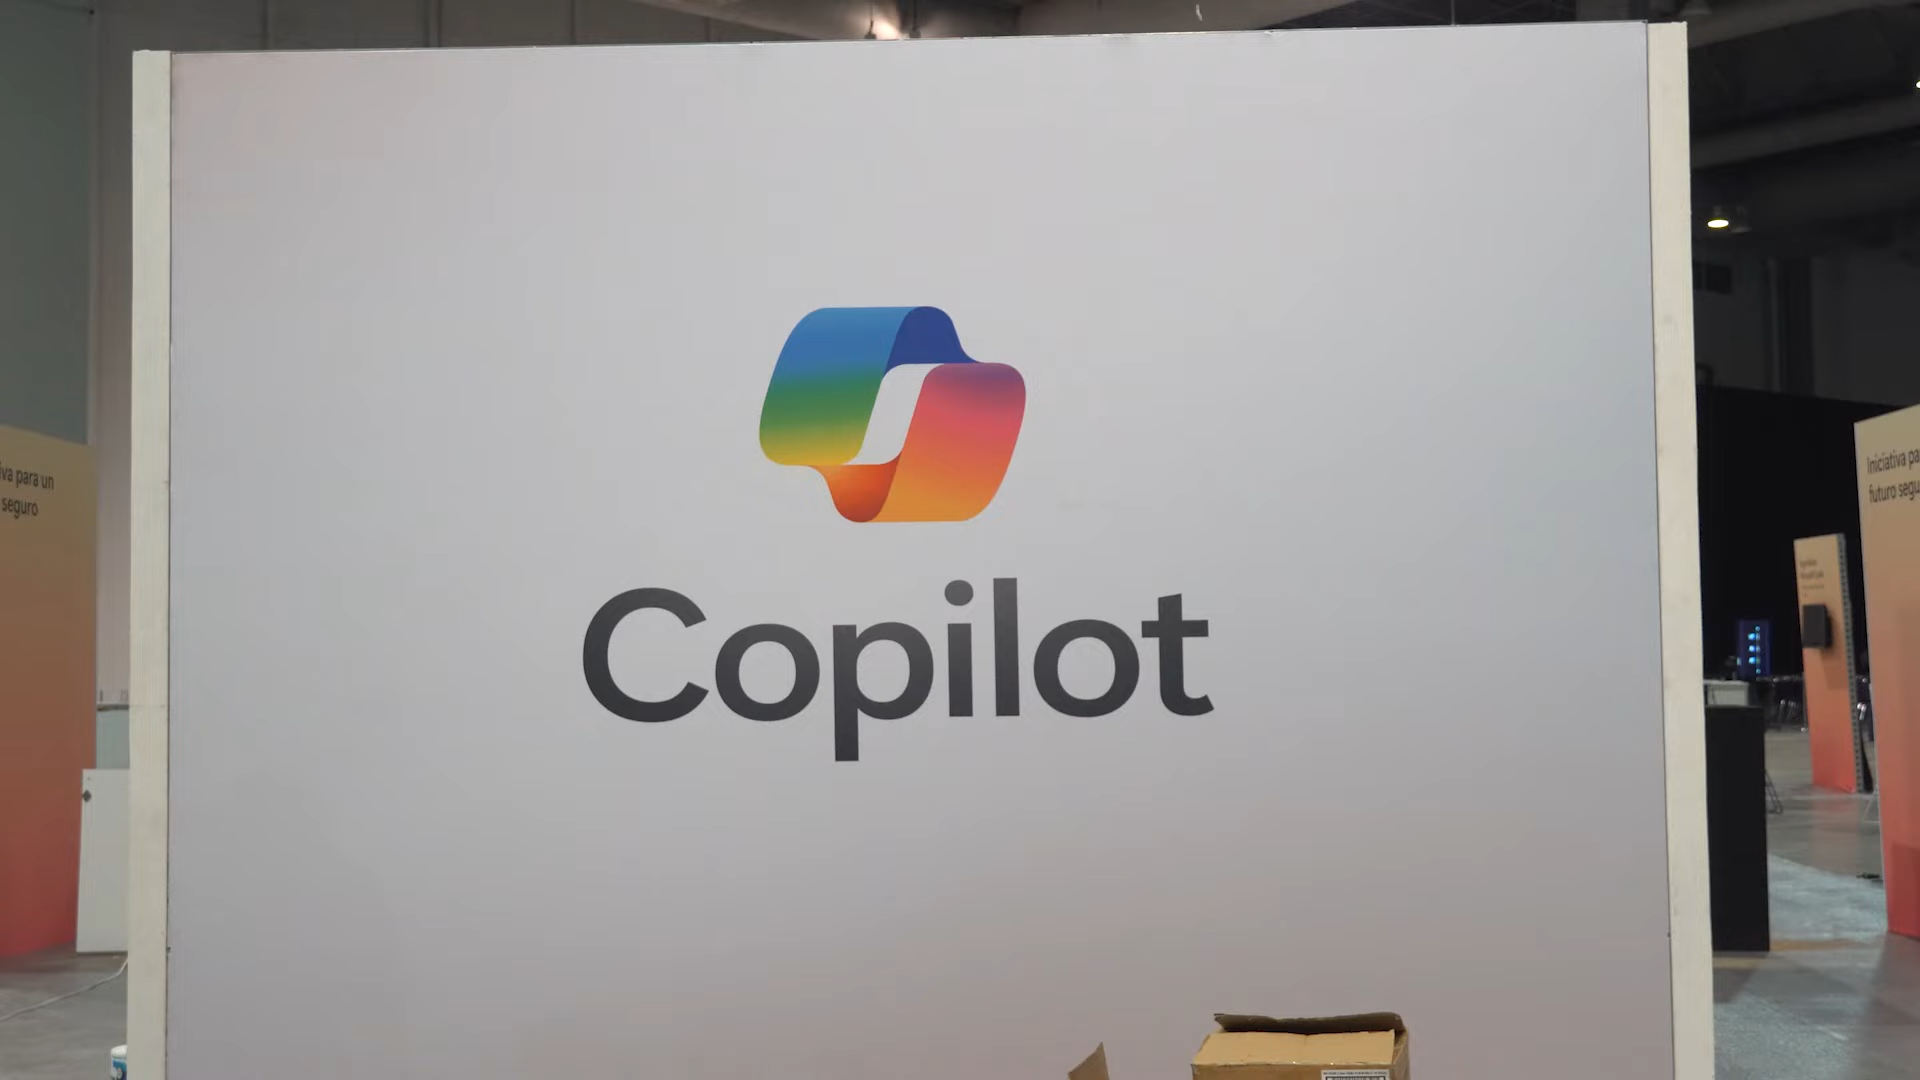 Copilot
iva para un
seguro
Iniciativa pa
futuro segu